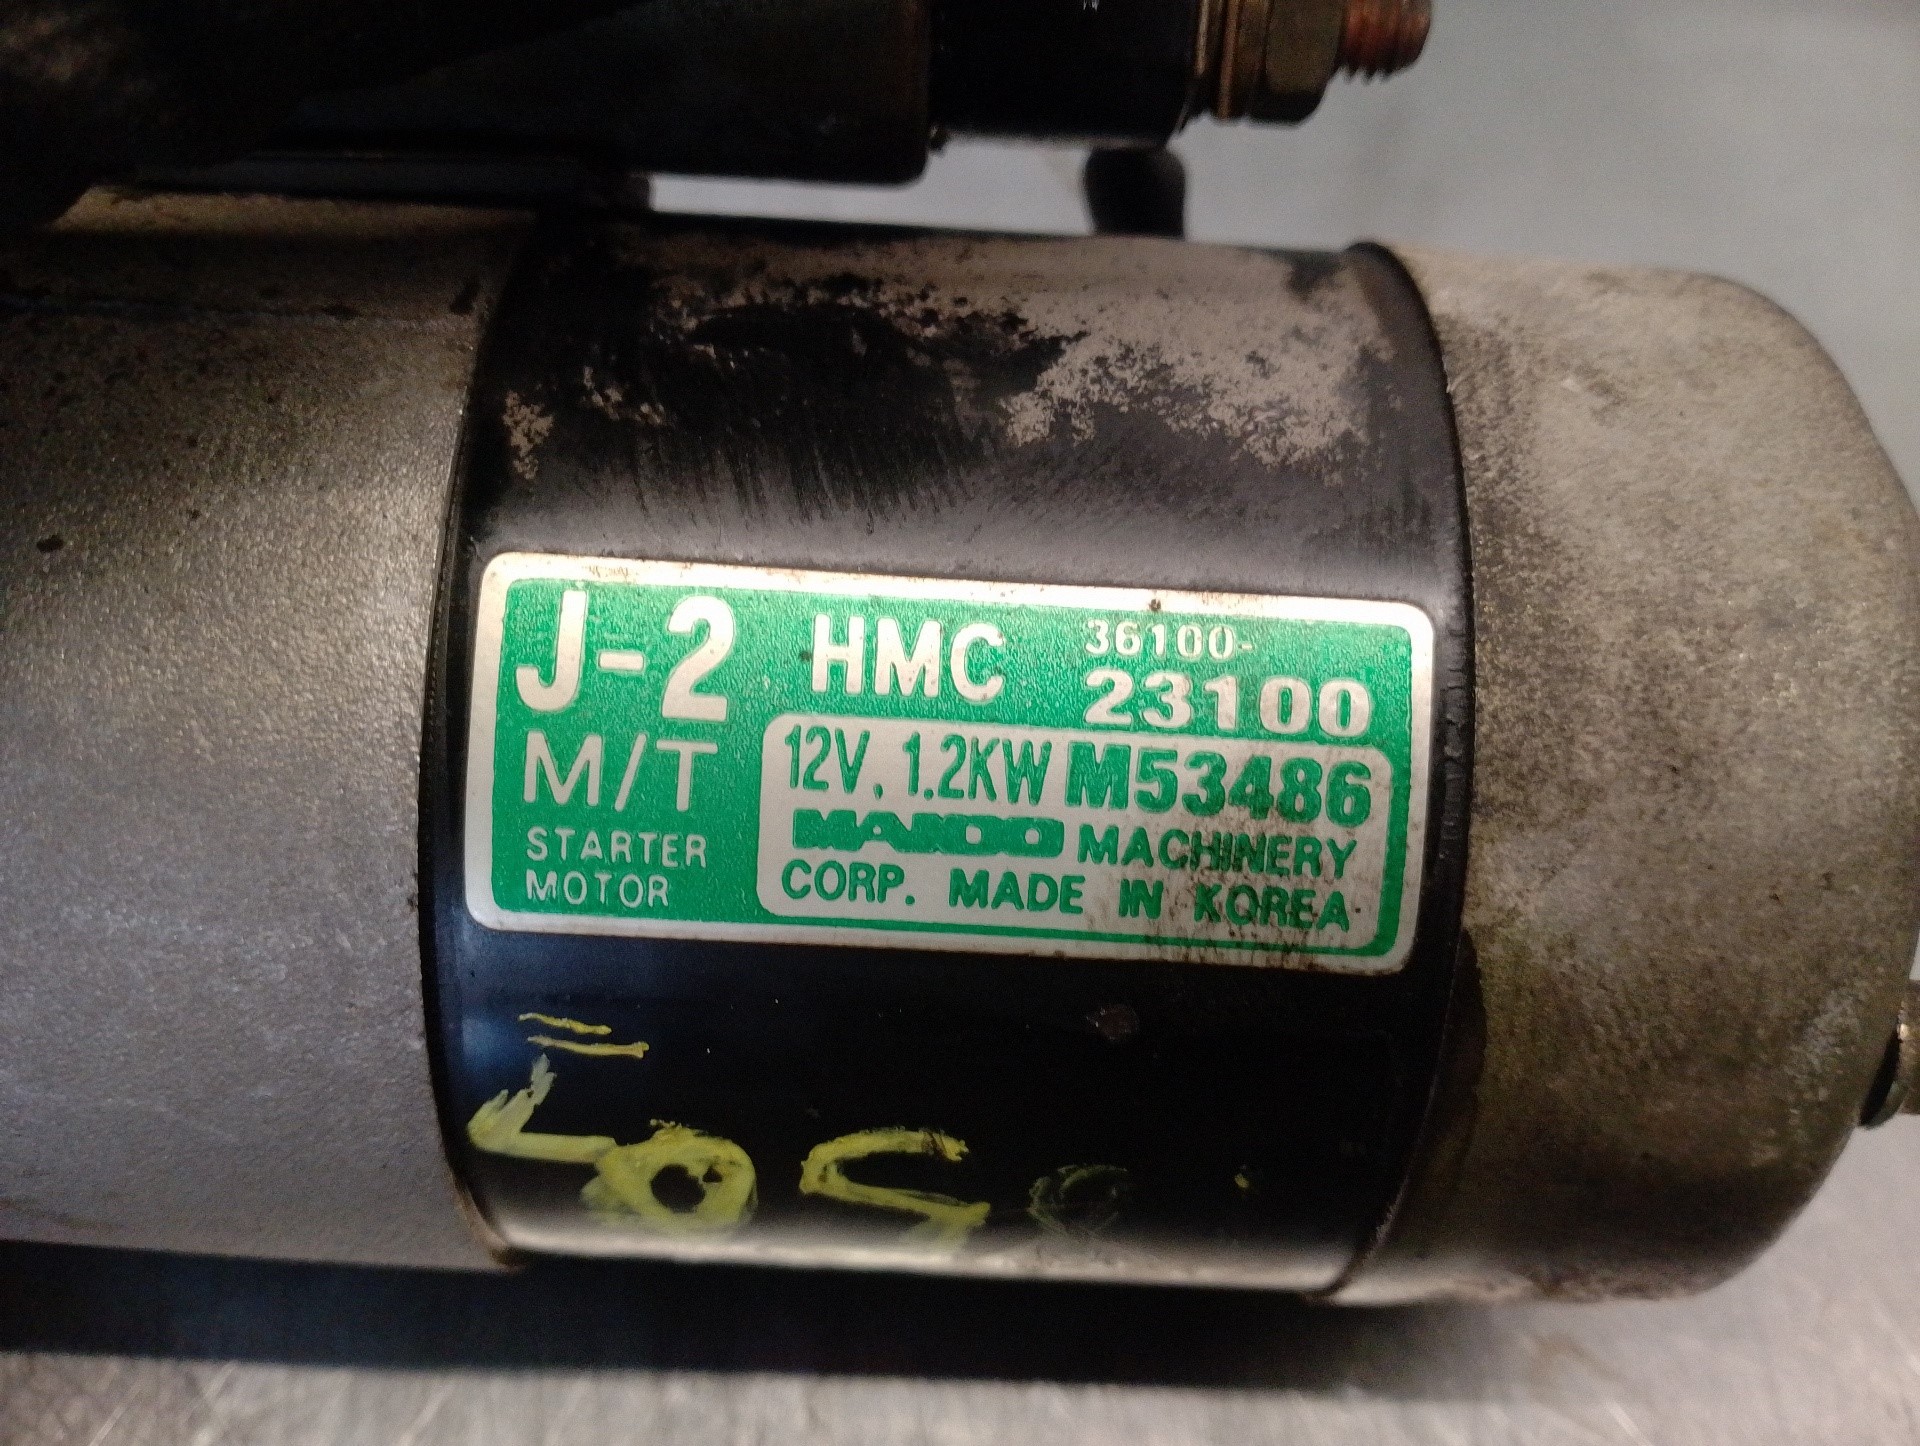 J-2 HMC 36100-
23100
M/T 12V. 1.2KW M53486
STARTER MANDO MACHINERY
MOTOR CORP. MADE IN KOREA